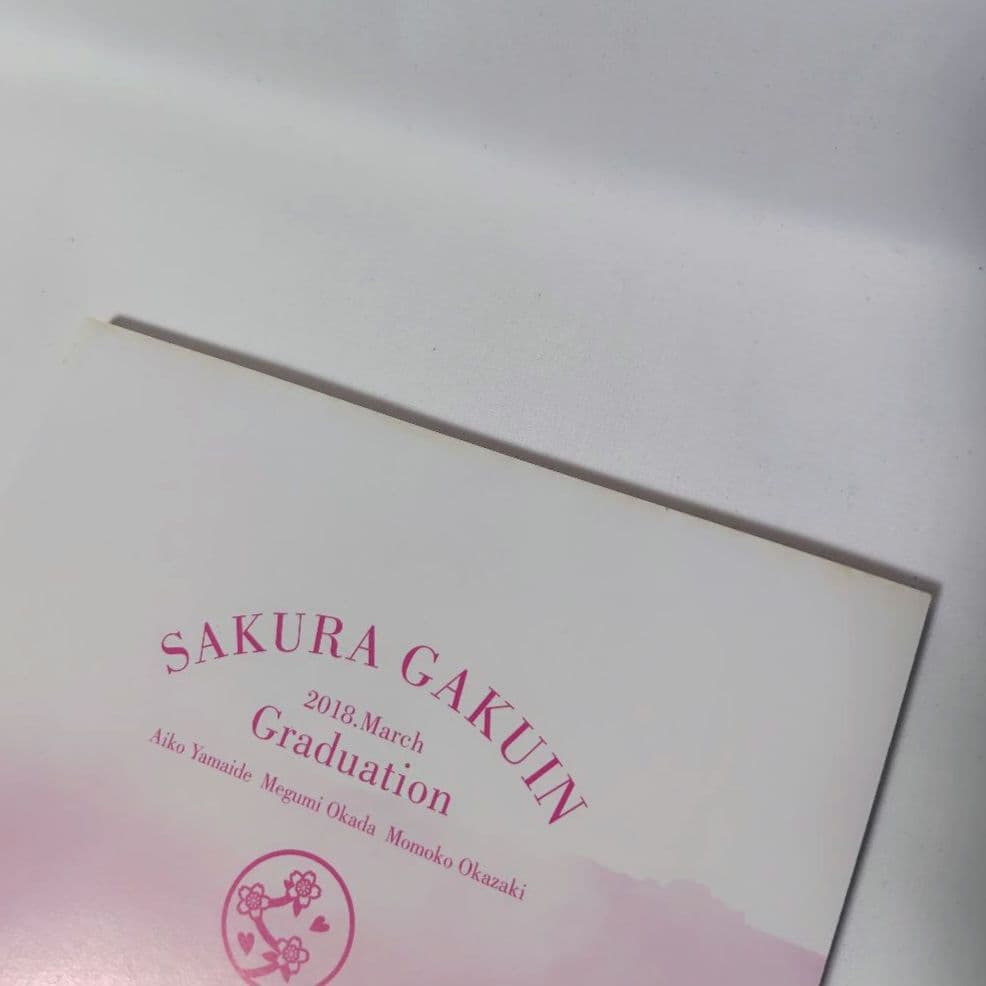 SAKURA GAKUIN
2018.March
Graduation
Aiko Yamaide Megumi Okada Momoko Okazaki